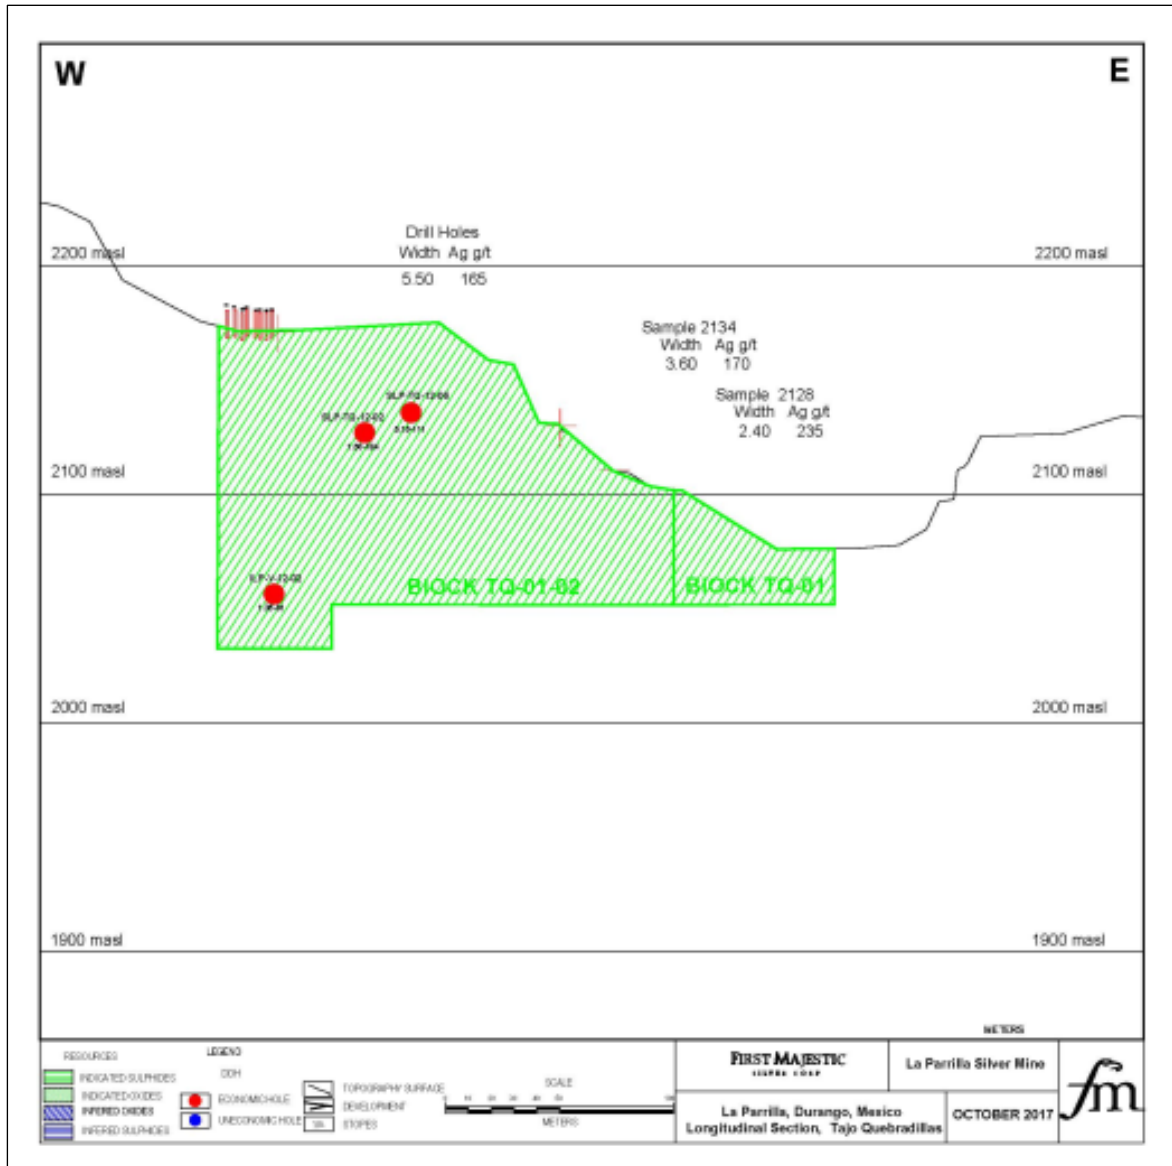 W
E
2200 masl
2200 masl
Drill Holes
Width Ag g/t
5.50 165
Sample 2134
Width Ag g/t
3.60 170
Sample 2128
Width Ag g/t
2.40 235
2100 masl
2100 masl
BIOCK TQ-01-02
BIOCK TQ-01
2000 masl
2000 masl
1900 masl
1900 masl
METERS
RESOURCES
INDICATED SULPHIDES
INDICATED OXIDES
INFERED OXIDES
INFERED SULPHIDES
LEGEND
DDH
ECONOMIC HOLE
UNECONOMIC HOLE
TOPOGRAPHY SURFACE
DEVELOPMENT
STOPES
SCALE
METERS
FIRST MAJESTIC
SILVER CORP
La Parrilla Silver Mine
La Parrilla, Durango, Mexico
Longitudinal Section, Tajo Quebradillas
OCTOBER 2017
fm